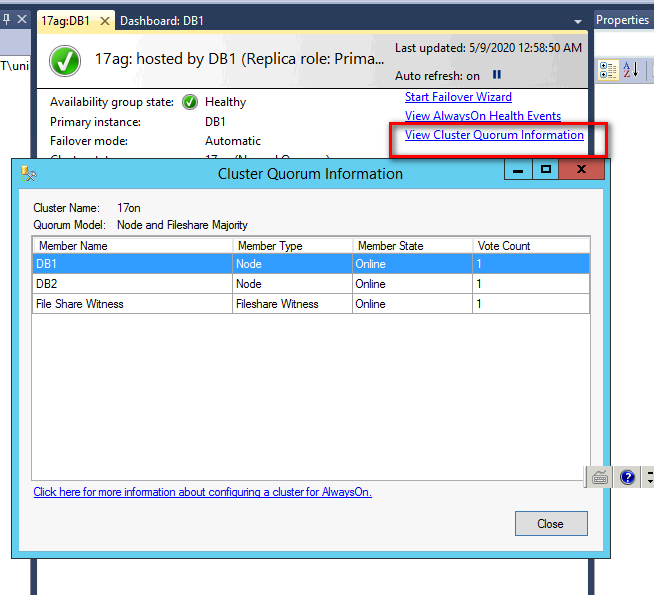 17ag:DB1
Dashboard: DB1
Properties
T\uni
17ag: hosted by DB1 (Replica role: Prima...
Last updated: 5/9/2020 12:58:50 AM
Auto refresh: on
Availability group state: Healthy
Primary instance: DB1
Failover mode: Automatic
Start Failover Wizard
View AlwaysOn Health Events
View Cluster Quorum Information
Cluster Quorum Information
Cluster Name: 17on
Quorum Model: Node and Fileshare Majority
Member Name Member Type Member State Vote Count
DB1 Node Online 1
DB2 Node Online 1
File Share Witness Fileshare Witness Online 1
Click here for more information about configuring a cluster for AlwaysOn.
Close